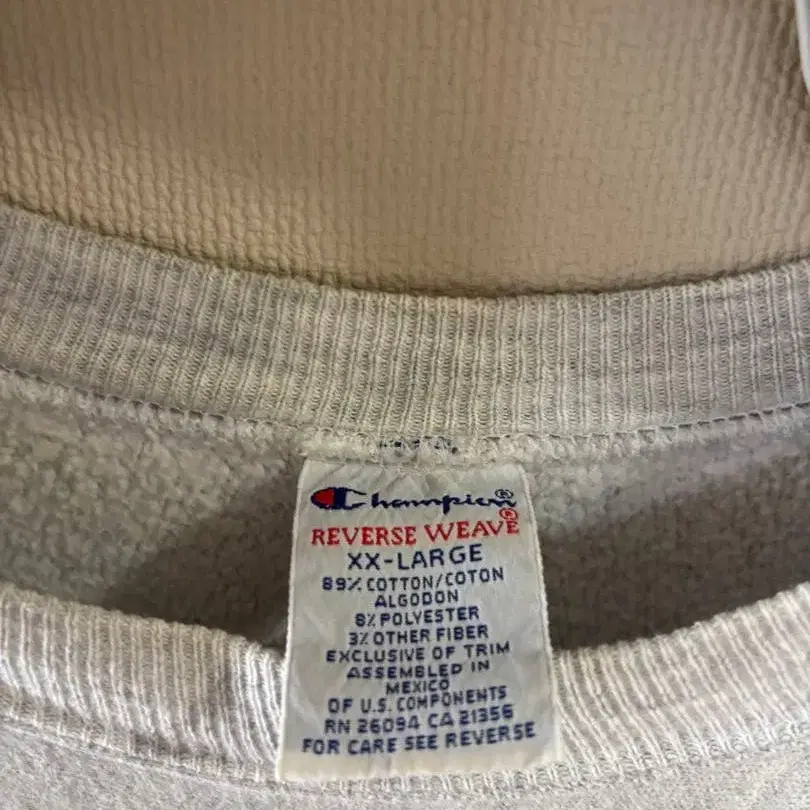 Champion®
REVERSE WEAVE®
XX-LARGE
89% COTTON/COTON
ALGODON
8% POLYESTER
3% OTHER FIBER
EXCLUSIVE OF TRIM
ASSEMBLED IN
MEXICO
OF U.S. COMPONENTS
RN 26094 CA 21356
FOR CARE SEE REVERSE